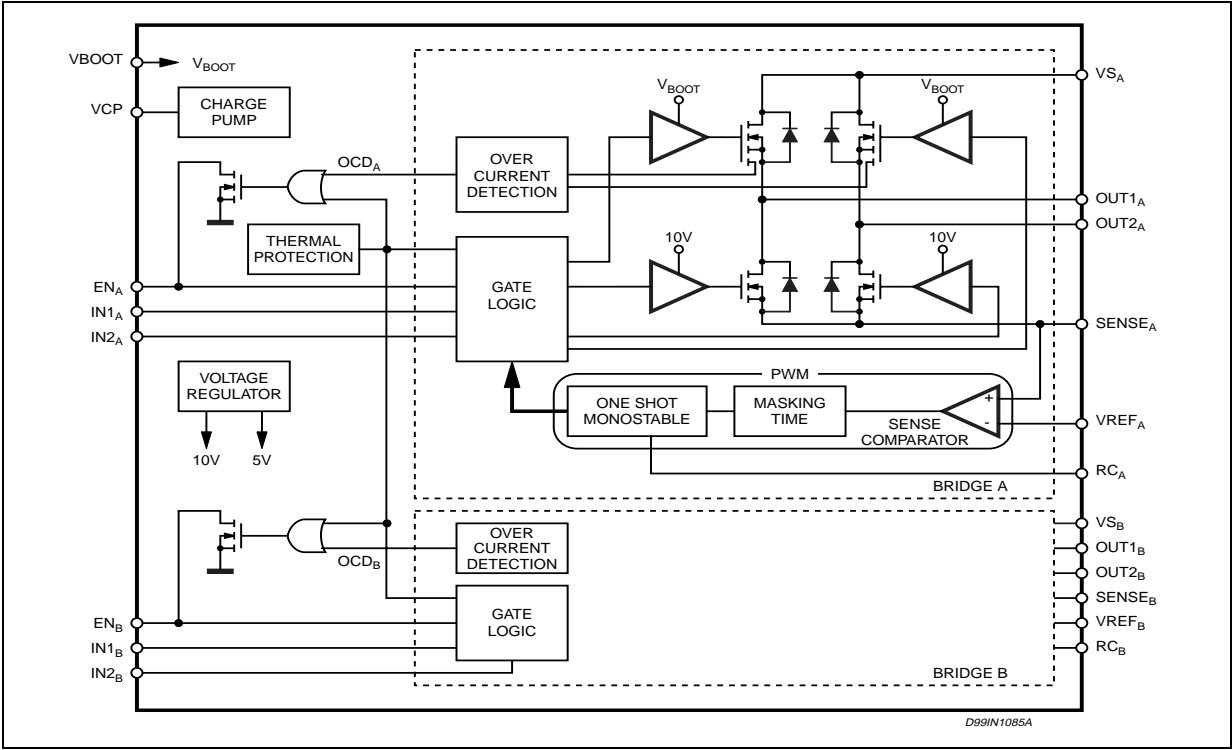 VBOOT
VBOOT
VCP
CHARGE
PUMP
VBOOT
VBOOT
VSA
OCDA
OVER
CURRENT
DETECTION
OUT1A
OUT2A
THERMAL
PROTECTION
10V
10V
ENA
IN1A
IN2A
GATE
LOGIC
SENSEA
VOLTAGE
REGULATOR
10V
5V
PWM
ONE SHOT
MONOSTABLE
MASKING
TIME
+
-
SENSE
COMPARATOR
VREFA
RCA
BRIDGE A
OCDB
OVER
CURRENT
DETECTION
VSB
OUT1B
OUT2B
SENSEB
VREFB
RCB
ENB
IN1B
IN2B
GATE
LOGIC
BRIDGE B
D99IN1085A